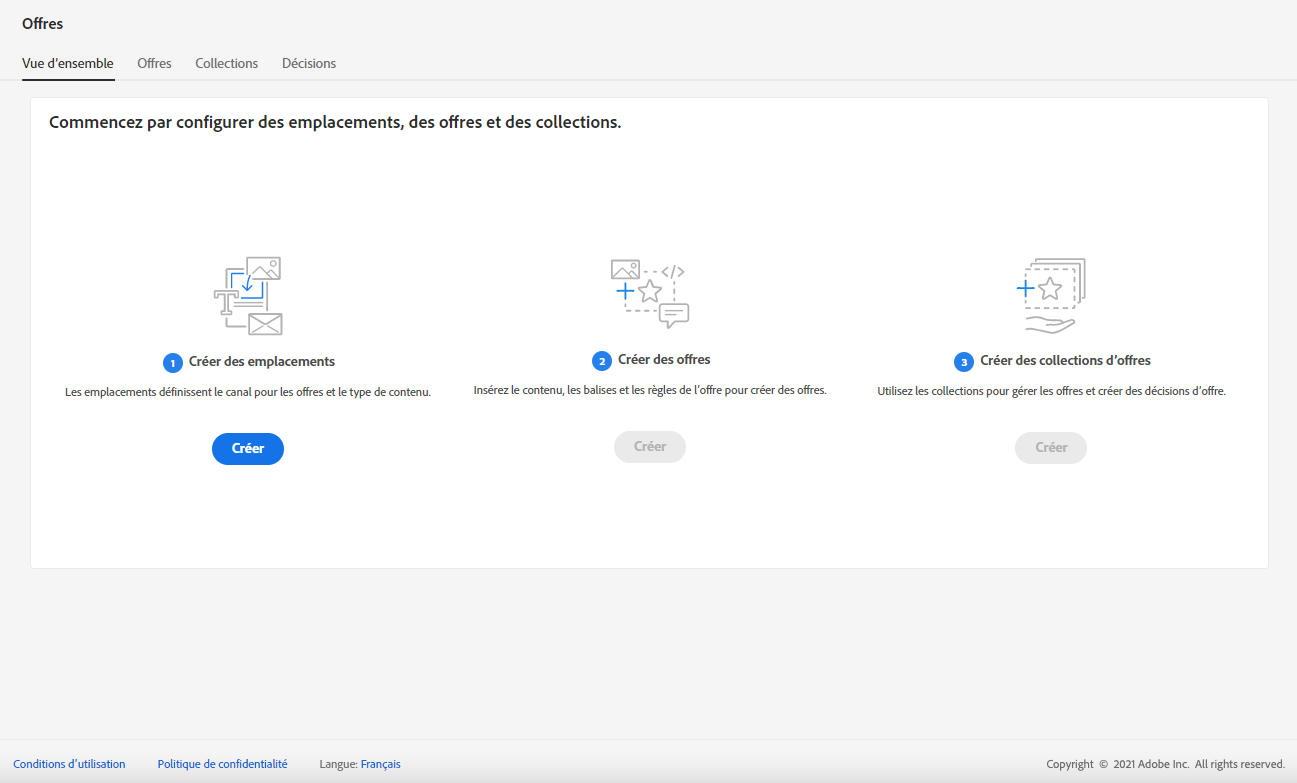 Offres
Vue d'ensemble Offres Collections Décisions
Commencez par configurer des emplacements, des offres et des collections.
1 Créer des emplacements
Les emplacements définissent le canal pour les offres et le type de contenu.
Créer
2 Créer des offres
Insérez le contenu, les balises et les règles de l'offre pour créer des offres.
Créer
3 Créer des collections d'offres
Utilisez les collections pour gérer les offres et créer des décisions d'offre.
Créer
Conditions d'utilisation Politique de confidentialité Langue: Français Copyright © 2021 Adobe Inc. All rights reserved.